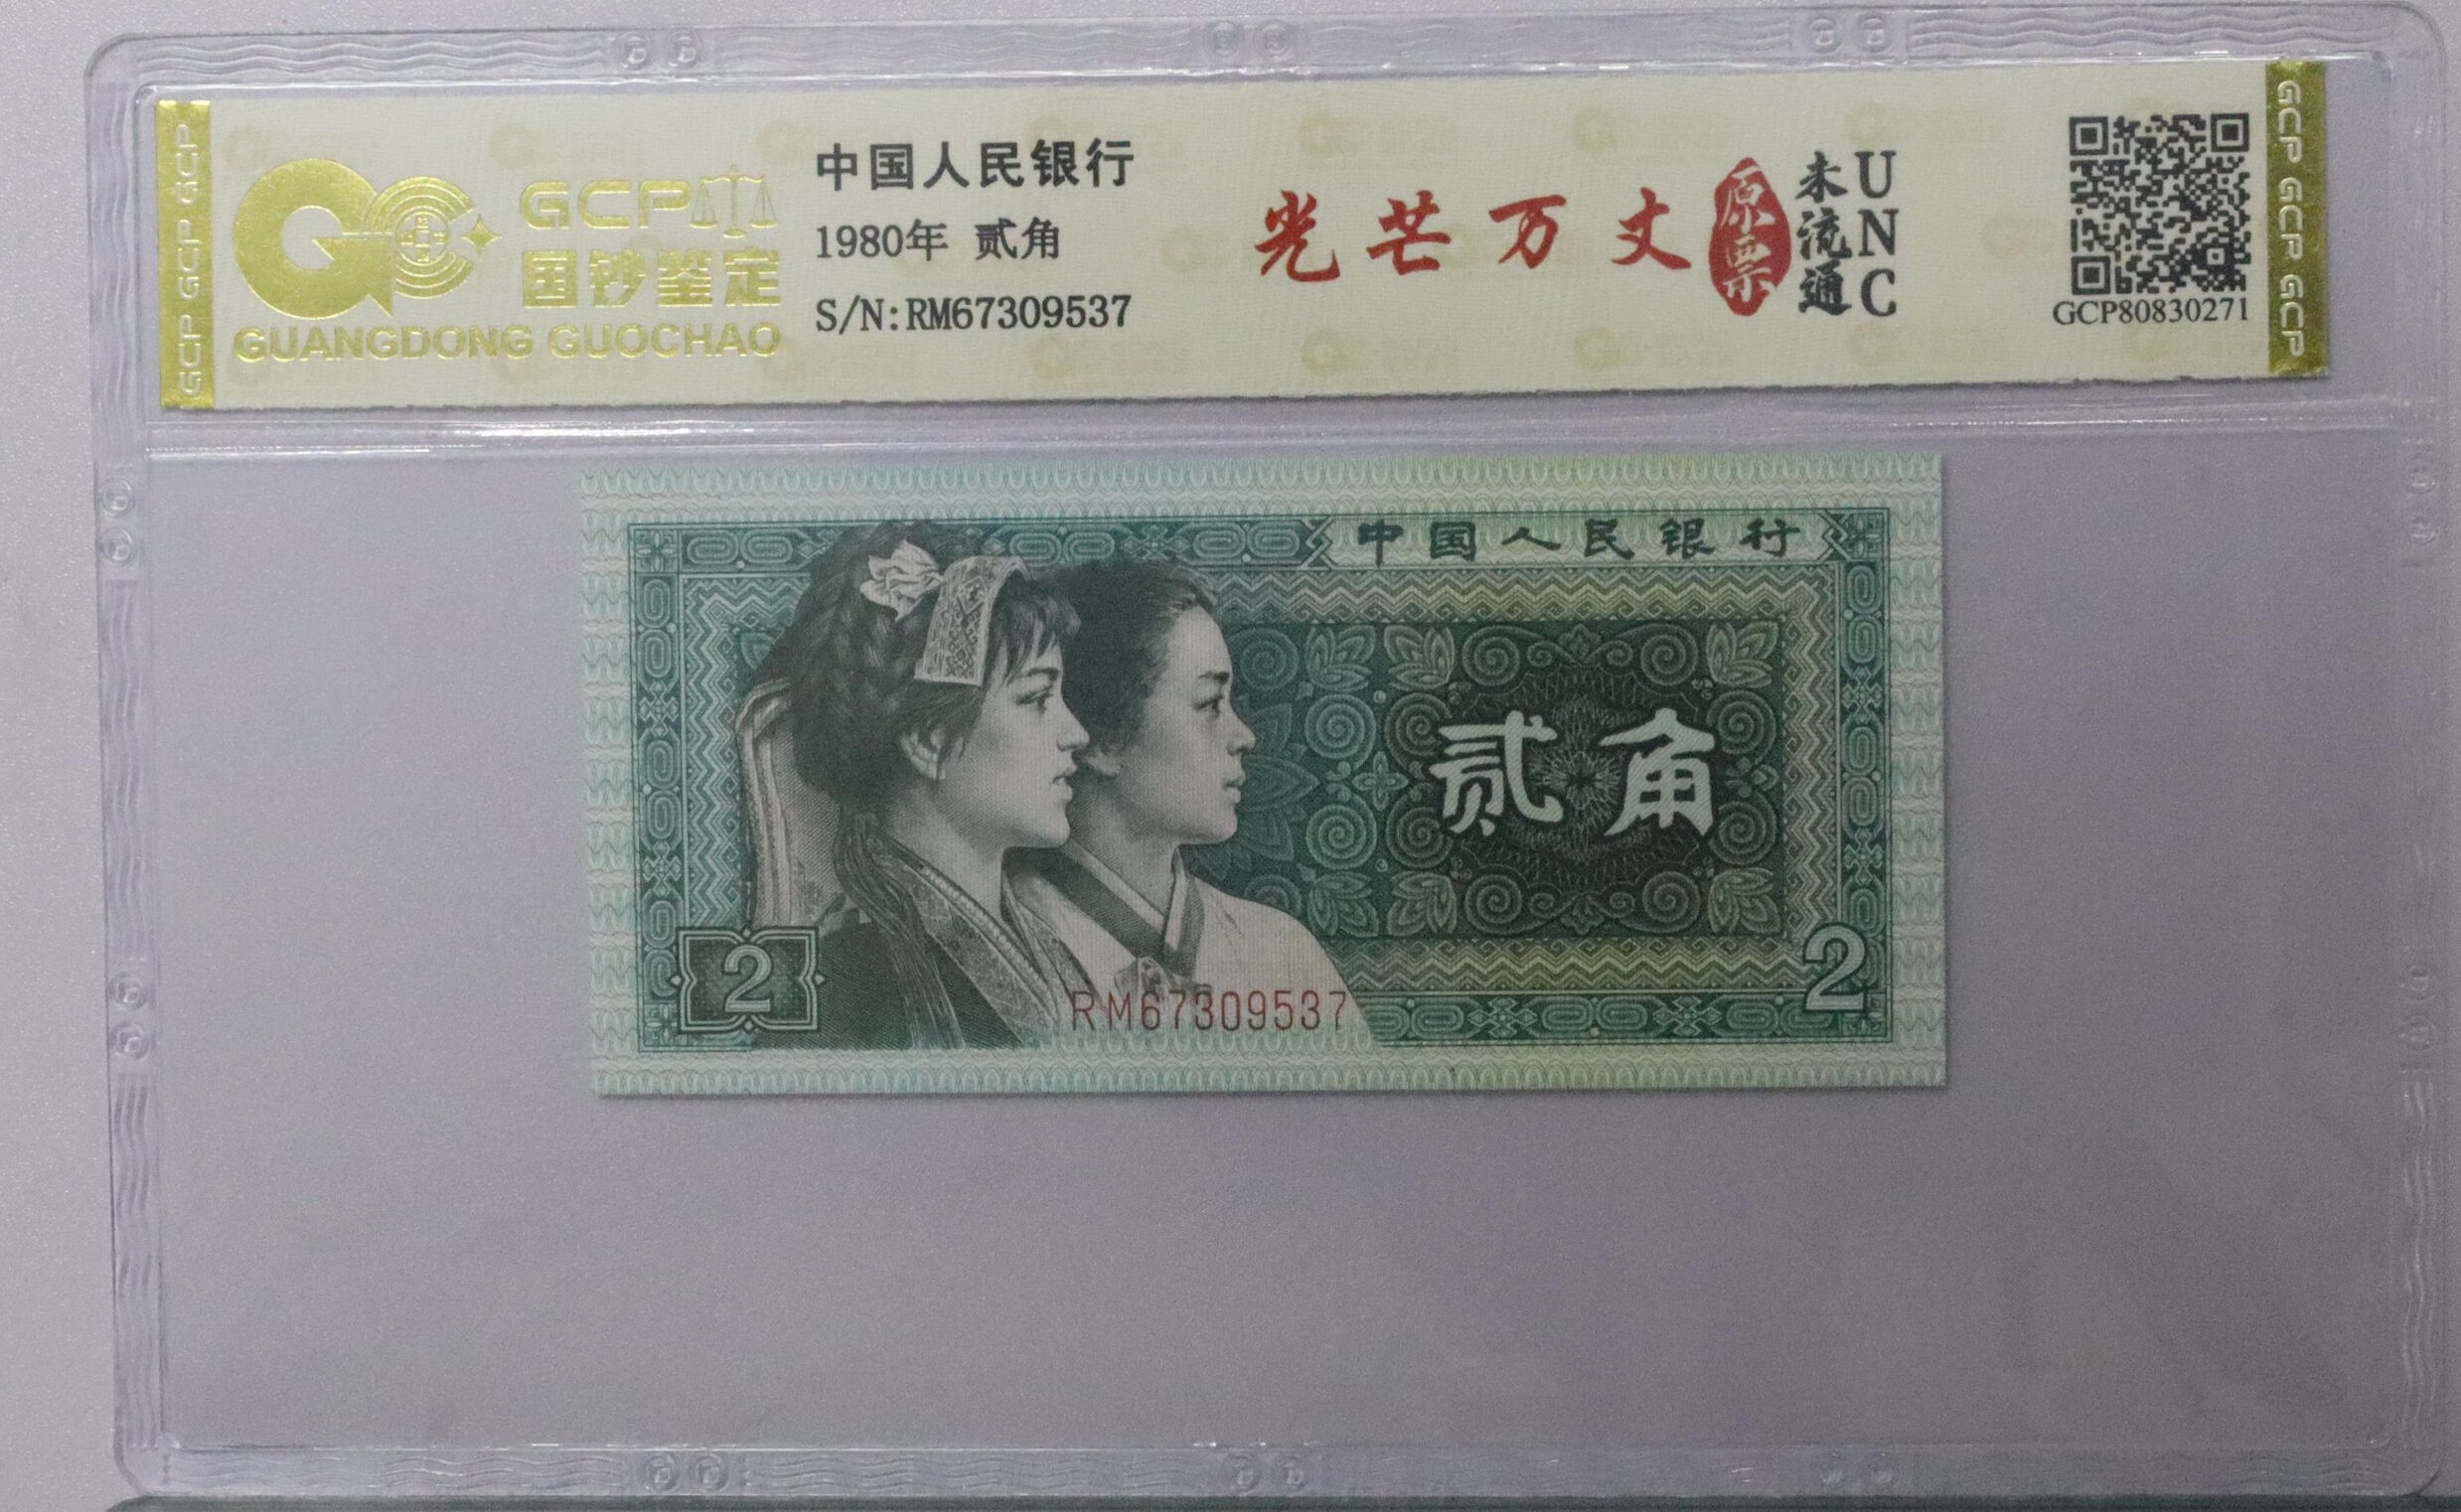 GCP GCP GCP
GCP
国钞鉴定
GUANGDONG GUOCHAO
中国人民银行
1980年 贰角
S/N:RM67309537
光芒万丈
原票
未流通
UNC
GCP80830271
GCP GCP GCP
中国人民银行
贰角
2
2
RM67309537